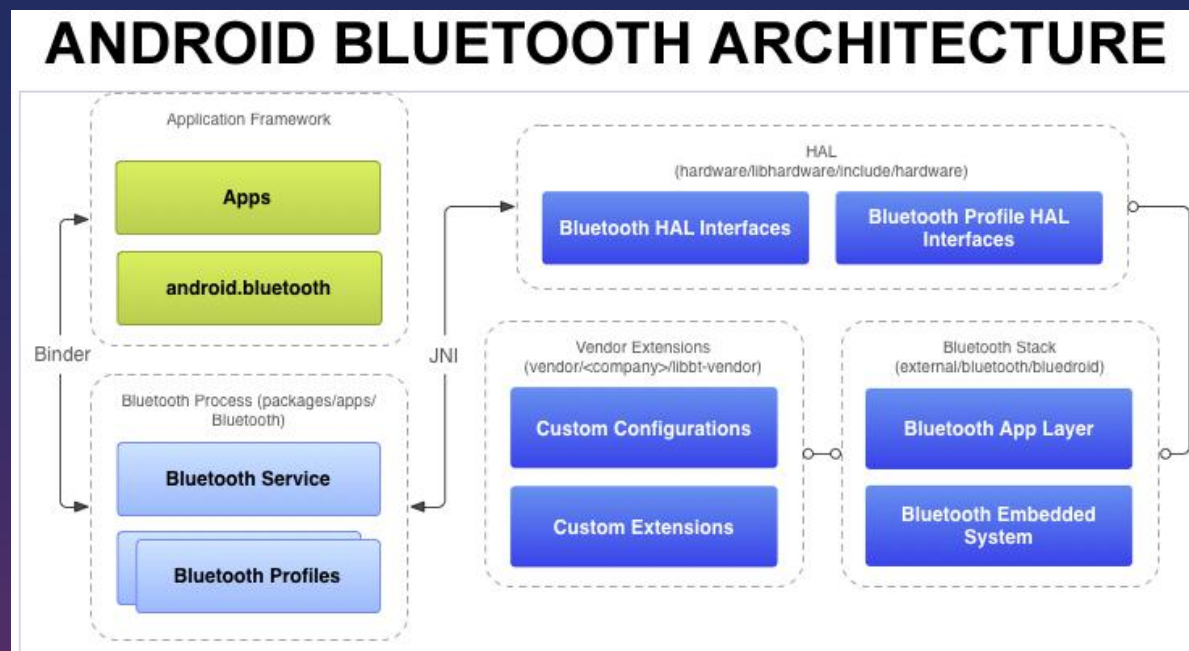 ANDROID BLUETOOTH ARCHITECTURE
Application Framework
Apps
android.bluetooth
Binder
Bluetooth Process (packages/apps/
Bluetooth)
Bluetooth Service
Bluetooth Profiles
JNI
HAL
(hardware/libhardware/include/hardware)
Bluetooth HAL Interfaces
Bluetooth Profile HAL
Interfaces
Vendor Extensions
(vendor/<company>/libbt-vendor)
Custom Configurations
Custom Extensions
Bluetooth Stack
(external/bluetooth/bluedroid)
Bluetooth App Layer
Bluetooth Embedded
System